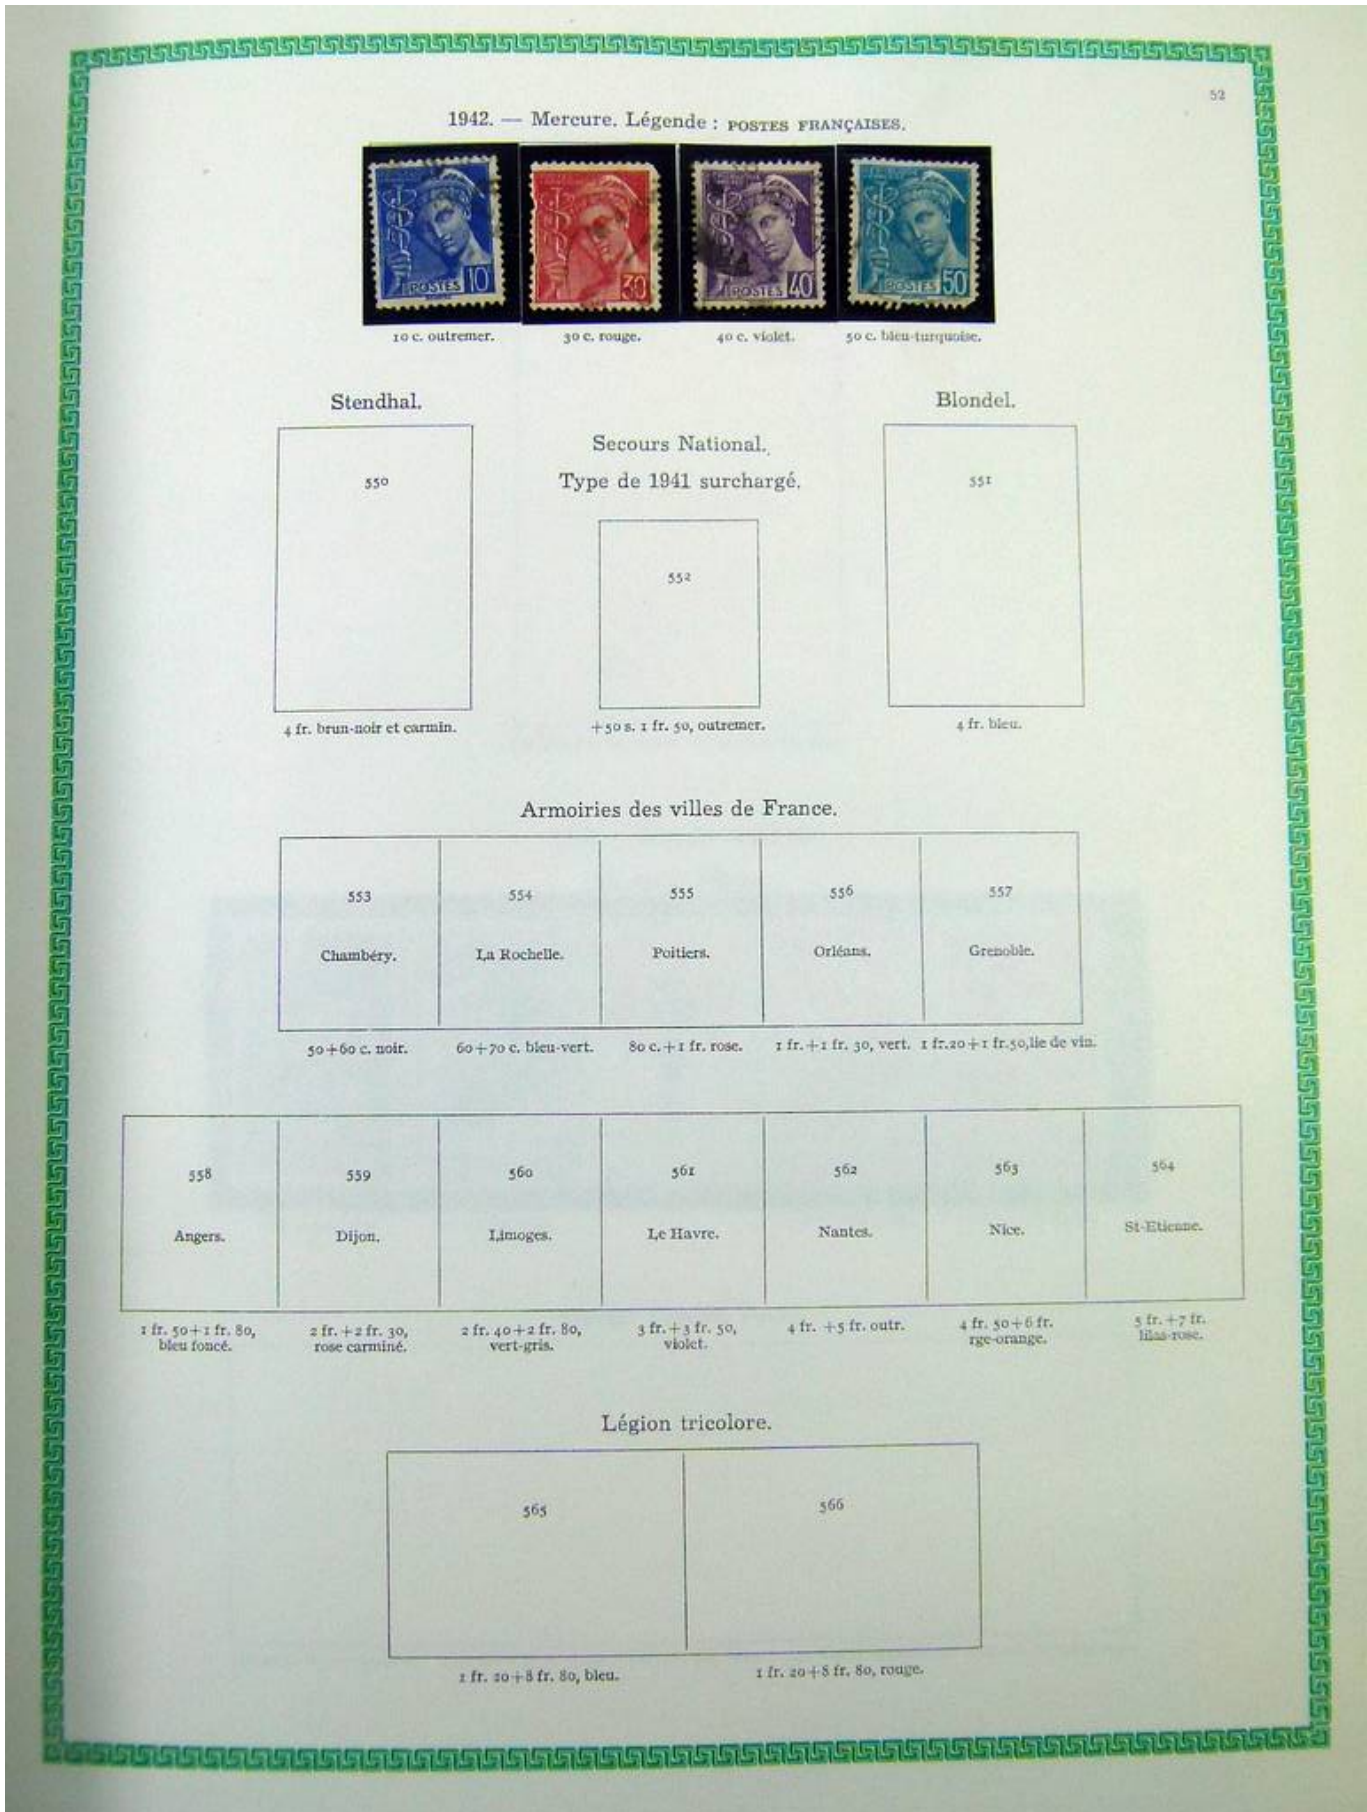 52
1942. — Mercure. Légende : POSTES FRANÇAISES.
POSTES 10
30
POSTES 40
POSTES 50
10 c. outremer. 30 c. rouge. 40 c. violet. 50 c. bleu-turquoise.
Stendhal. Blondel.
Secours National.
Type de 1941 surchargé.
550 551
552
4 fr. brun-noir et carmin. +50 s. 1 fr. 50, outremer. 4 fr. bleu.
Armoiries des villes de France.
553 554 555 556 557
Chambéry. La Rochelle. Poitiers. Orléans. Grenoble.
50+60 c. noir. 60+70 c. bleu-vert. 80 c.+1 fr. rose. 1 fr.+1 fr. 30, vert. 1 fr.20+1 fr.50,lie de vin.
558 559 560 561 562 563 564
Angers. Dijon. Limoges. Le Havre. Nantes. Nice. St-Etienne.
1 fr. 50+1 fr. 80, 2 fr.+2 fr. 30, 2 fr. 40+2 fr. 80, 3 fr.+3 fr. 50, 4 fr. +5 fr. outr. 4 fr. 50+6 fr. 5 fr.+7 fr.
bleu foncé. rose carminé. vert-gris. violet. rge-orange. lilas-rose.
Légion tricolore.
565 566
1 fr. 20+8 fr. 80, bleu. 1 fr. 20+8 fr. 80, rouge.